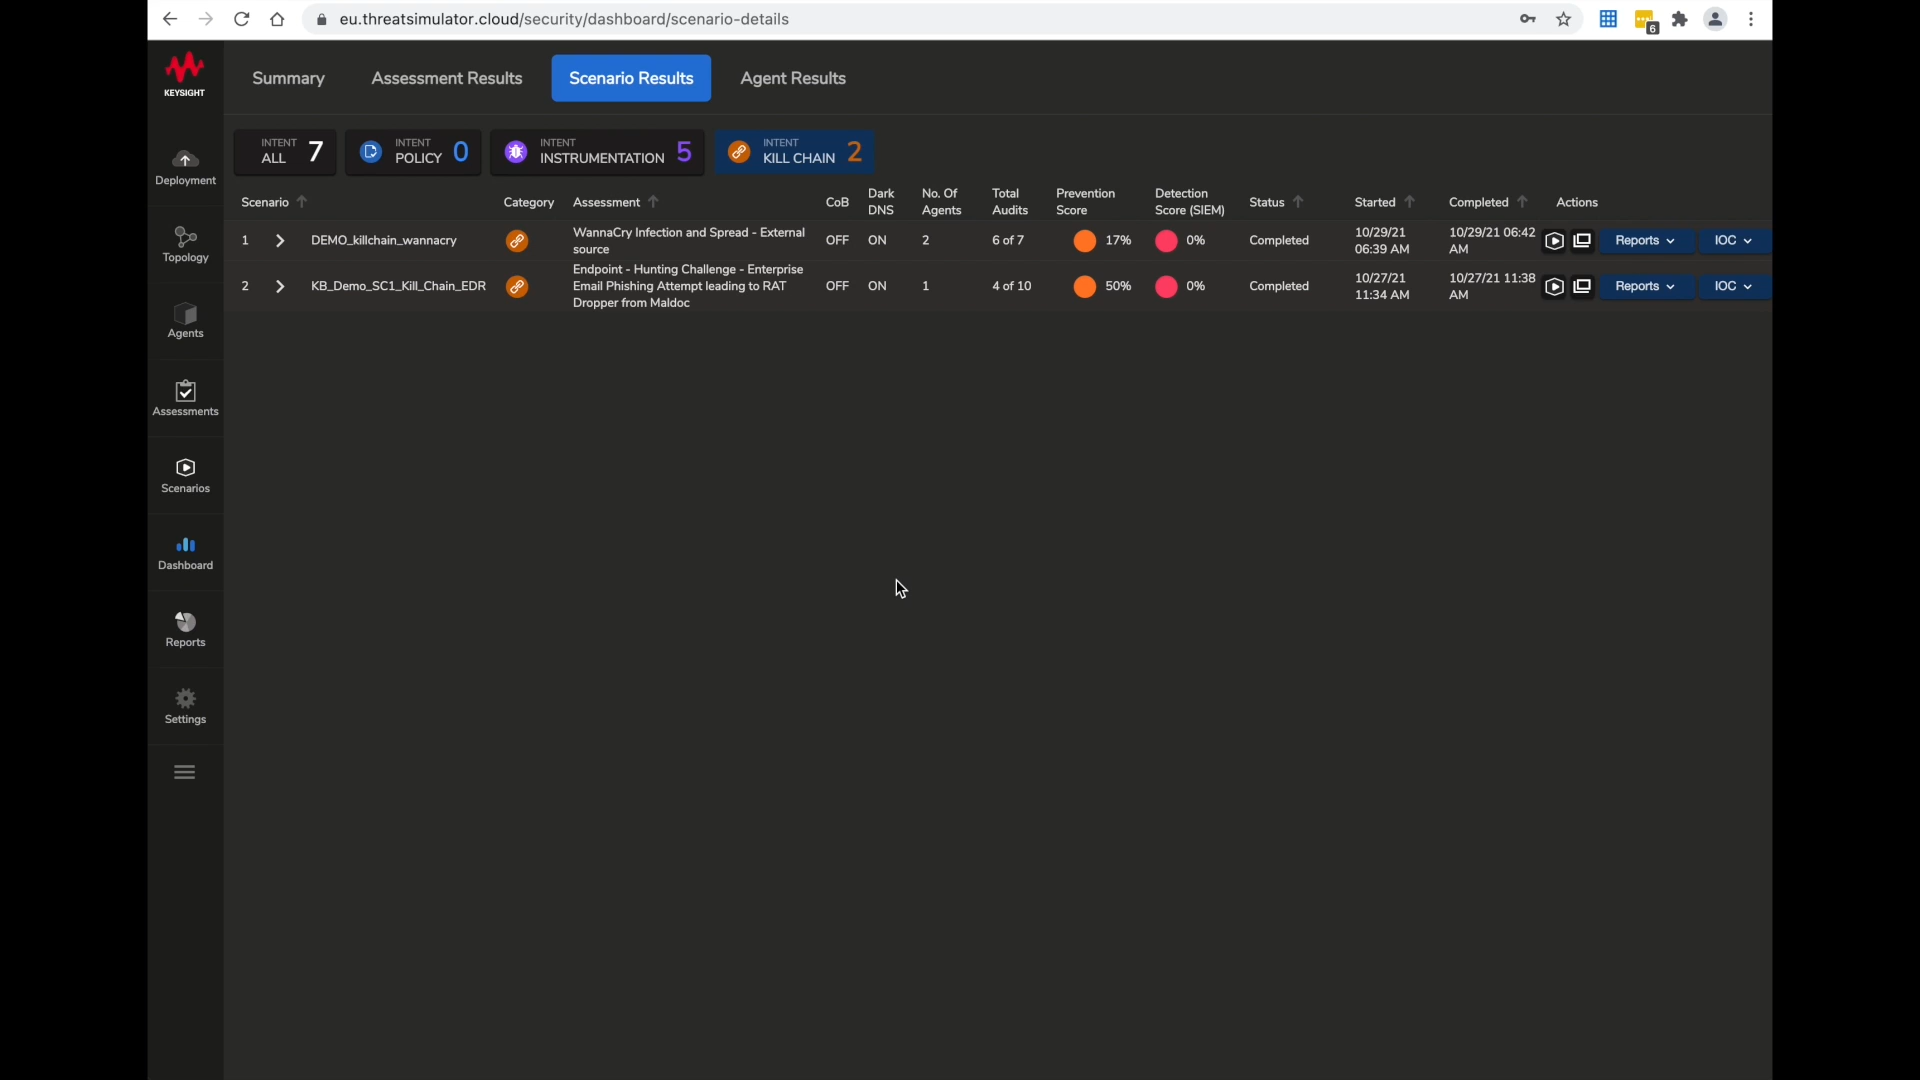 eu.threatsimulator.cloud/security/dashboard/scenario-details
6
KEYSIGHT
Summary
Assessment Results
Scenario Results
Agent Results
INTENT
ALL 7
INTENT
POLICY 0
INTENT
INSTRUMENTATION 5
INTENT
KILL CHAIN 2
Deployment
Topology
Agents
Assessments
Scenarios
Dashboard
Reports
Settings
Scenario
Category
Assessment
CoB
Dark
DNS
No. Of
Agents
Total
Audits
Prevention
Score
Detection
Score (SIEM)
Status
Started
Completed
Actions
1
DEMO_killchain_wannacry
WannaCry Infection and Spread - External
source
OFF
ON
2
6 of 7
17%
0%
Completed
10/29/21
06:39 AM
10/29/21 06:42
AM
Reports
IOC
2
KB_Demo_SC1_Kill_Chain_EDR
Endpoint - Hunting Challenge - Enterprise
Email Phishing Attempt leading to RAT
Dropper from Maldoc
OFF
ON
1
4 of 10
50%
0%
Completed
10/27/21
11:34 AM
10/27/21 11:38
AM
Reports
IOC